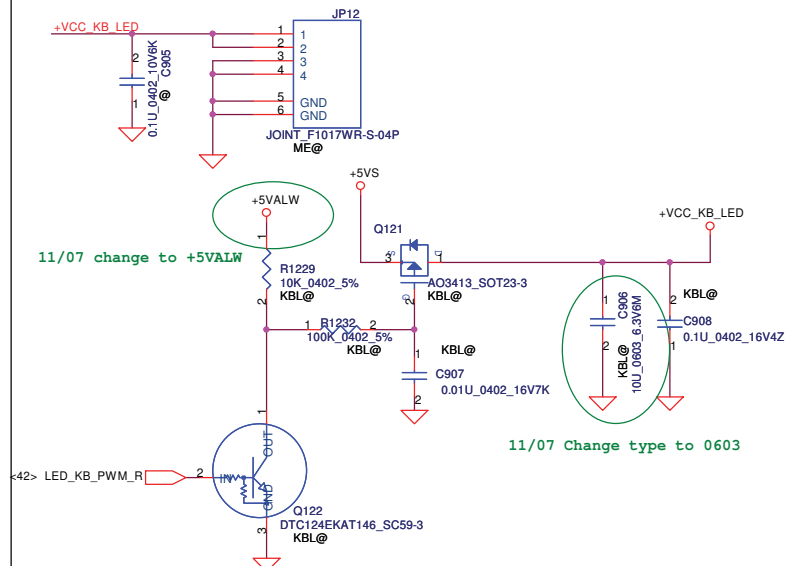 JP12
+VCC_KB_LED
1 1
2 2
3 3
4 4
5 GND
6 GND
2
1
C905
0.1U_0402_10V6K
@
JOINT_F1017WR-S-04P
ME@
+5VS
+5VALW
+VCC_KB_LED
Q121
3 S
D 1
G
2
AO3413_SOT23-3
KBL@
11/07 change to +5VALW
1
R1229
10K_0402_5%
2 KBL@
1 R1232 2
100K_0402_5%
KBL@
KBL@
1
C907
0.01U_0402_16V7K
2
1
C906
2
KBL@
10U_0603_6.3V6M
2
KBL@
C908
0.1U_0402_16V4Z
1
11/07 Change type to 0603
1
OUT
<42> LED_KB_PWM_R
2
IN
GND
3
Q122
DTC124EKAT146_SC59-3
KBL@